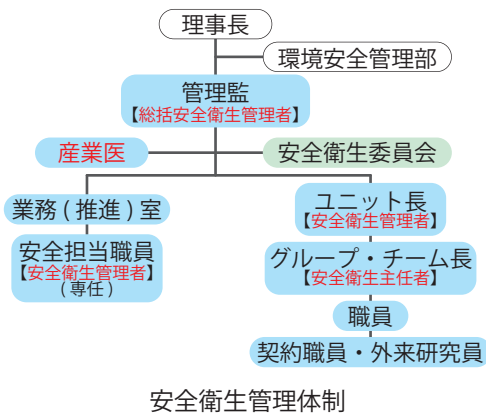 理事長
環境安全管理部
管理監
【総括安全衛生管理者】
産業医
安全衛生委員会
業務 ( 推進 ) 室
安全担当職員
【安全衛生管理者】
( 専任 )
ユニット長
【安全衛生管理者】
グループ・チーム長
【安全衛生主任者】
職員
契約職員・外来研究員
安全衛生管理体制